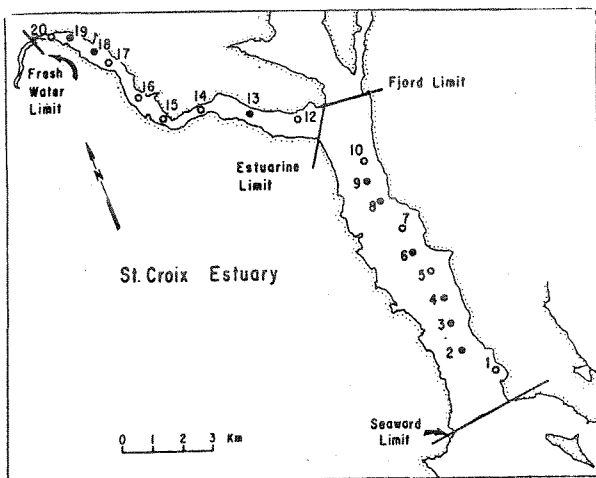 20
19
18
17
16
15
14
13
12
Fresh
Water
Limit
Fjord Limit
Estuarine
Limit
10
9
8
7
6
5
4
3
2
1
N
St. Croix Estuary
Seaward
Limit
0 1 2 3 Km